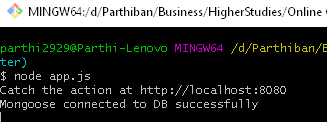 MINGW64:/d/Parthiban/Business/HigherStudies/Online
parthi2929@Parthi-Lenovo MINGW64 /d/Parthiban/B
ter)
$ node app.js
Catch the action at http://localhost:8080
Mongoose connected to DB successfully